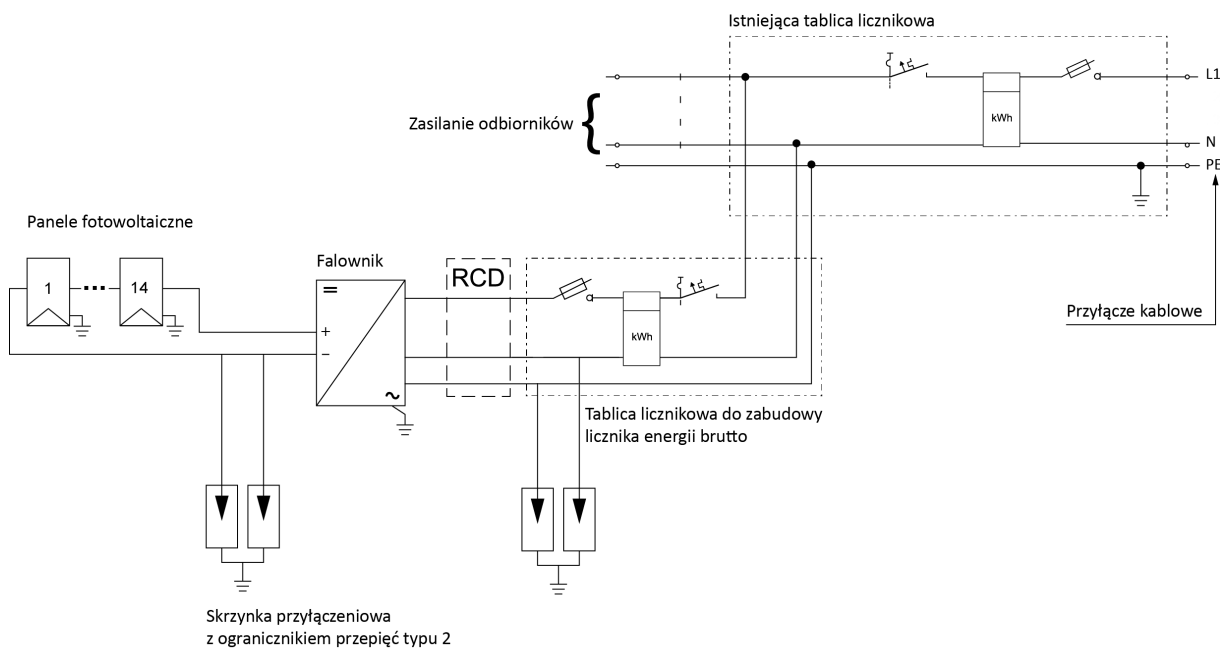 Istniejąca tablica licznikowa
L1
kWh
Zasilanie odbiorników
N
PE
Panele fotowoltaiczne
Falownik
RCD
1
14
=
+
−
~
kWh
Przyłącze kablowe
Tablica licznikowa do zabudowy
licznika energii brutto
Skrzynka przyłączeniowa
z ogranicznikiem przepięć typu 2